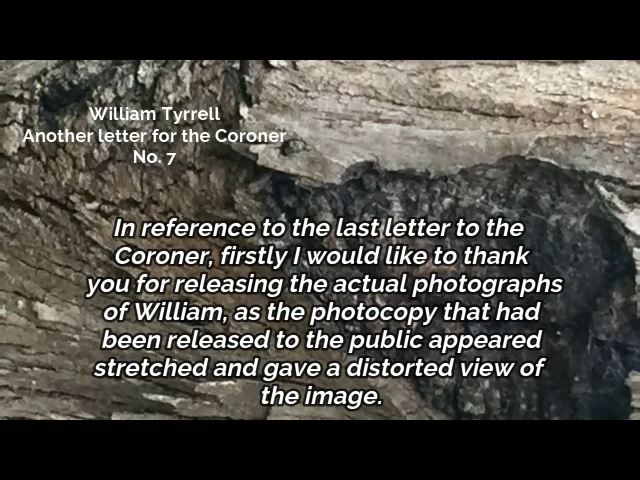 William Tyrrell
Another letter for the Coroner
No. 7
In reference to the last letter to the
Coroner, firstly I would like to thank
you for releasing the actual photographs
of William, as the photocopy that had
been released to the public appeared
stretched and gave a distorted view of
the image.